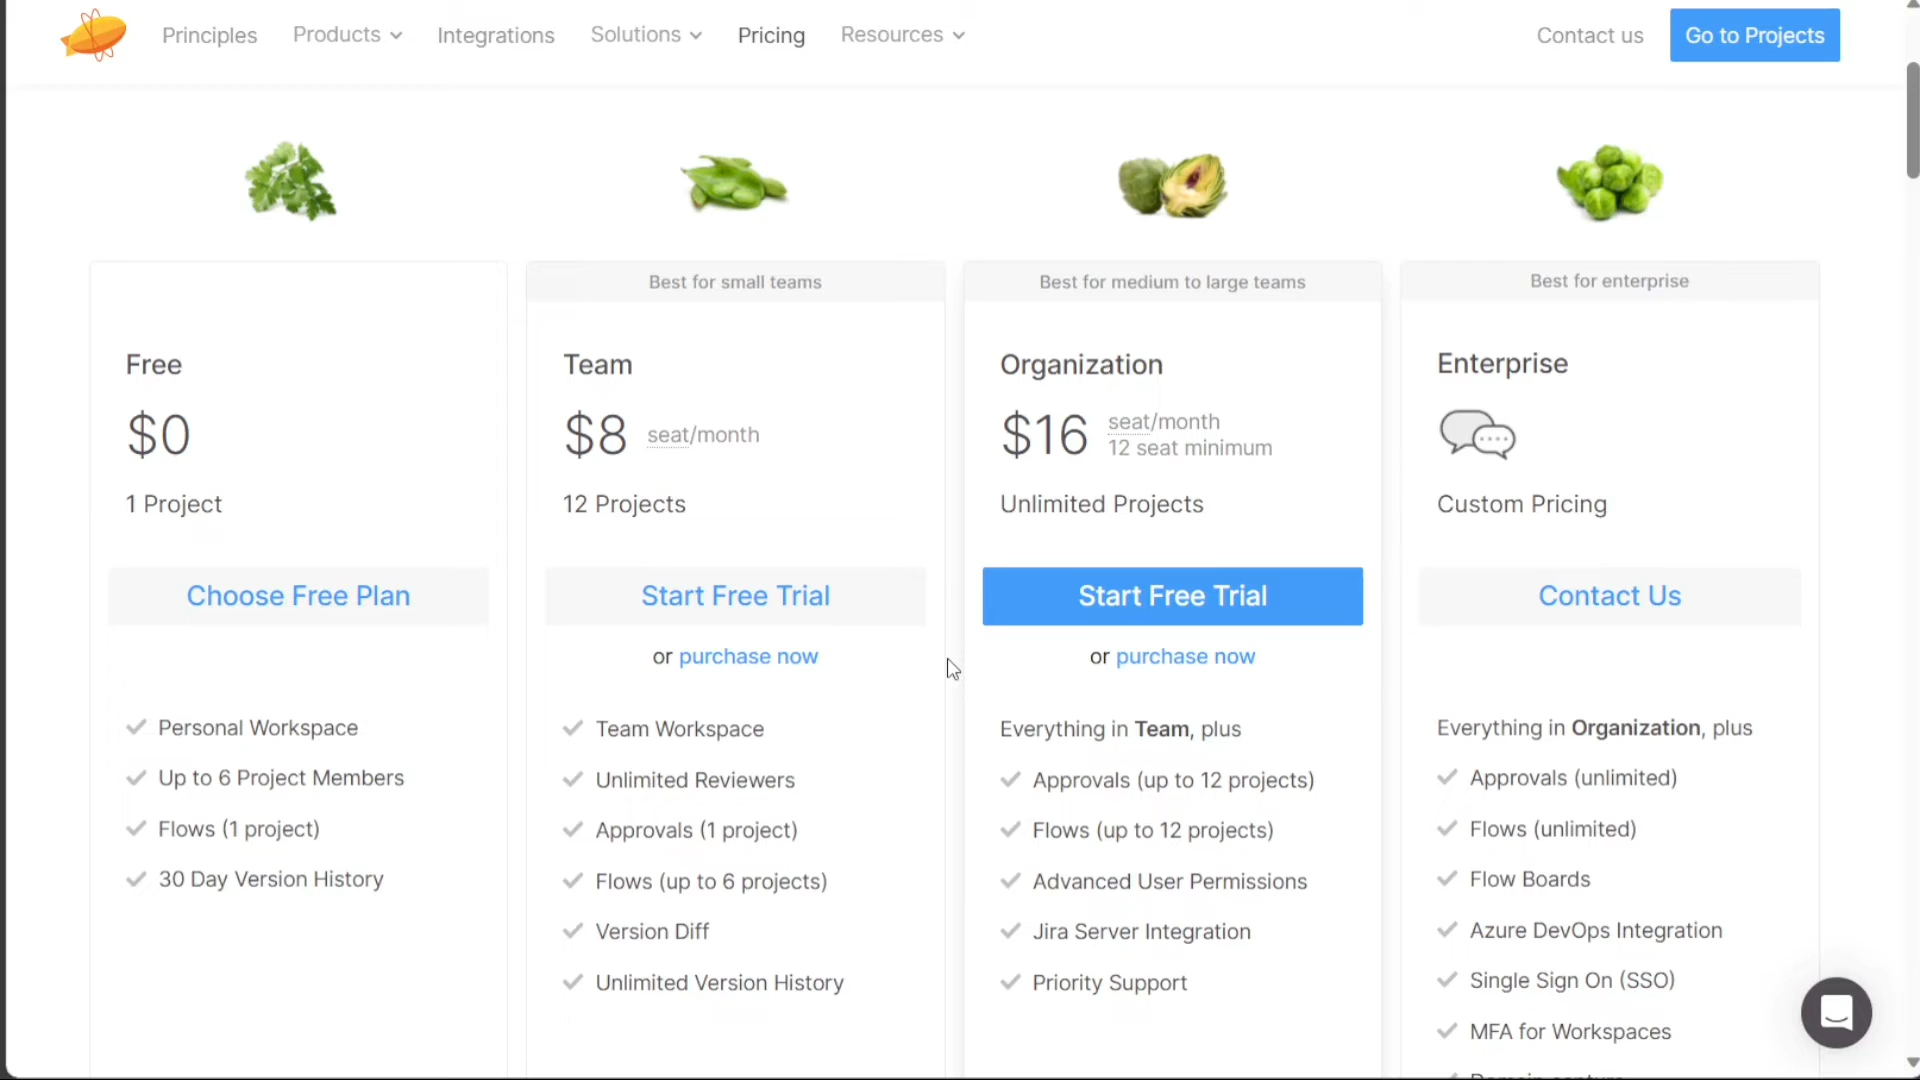 Principles Products Integrations Solutions Pricing Resources Contact us Go to Projects
Best for small teams
Best for medium to large teams
Best for enterprise
Free
$0
1 Project
Choose Free Plan
Personal Workspace
Up to 6 Project Members
Flows (1 project)
30 Day Version History
Team
$8 seat/month
12 Projects
Start Free Trial
or purchase now
Team Workspace
Unlimited Reviewers
Approvals (1 project)
Flows (up to 6 projects)
Version Diff
Unlimited Version History
Organization
$16 seat/month
12 seat minimum
Unlimited Projects
Start Free Trial
or purchase now
Everything in Team, plus
Approvals (up to 12 projects)
Flows (up to 12 projects)
Advanced User Permissions
Jira Server Integration
Priority Support
Enterprise
Custom Pricing
Contact Us
Everything in Organization, plus
Approvals (unlimited)
Flows (unlimited)
Flow Boards
Azure DevOps Integration
Single Sign On (SSO)
MFA for Workspaces